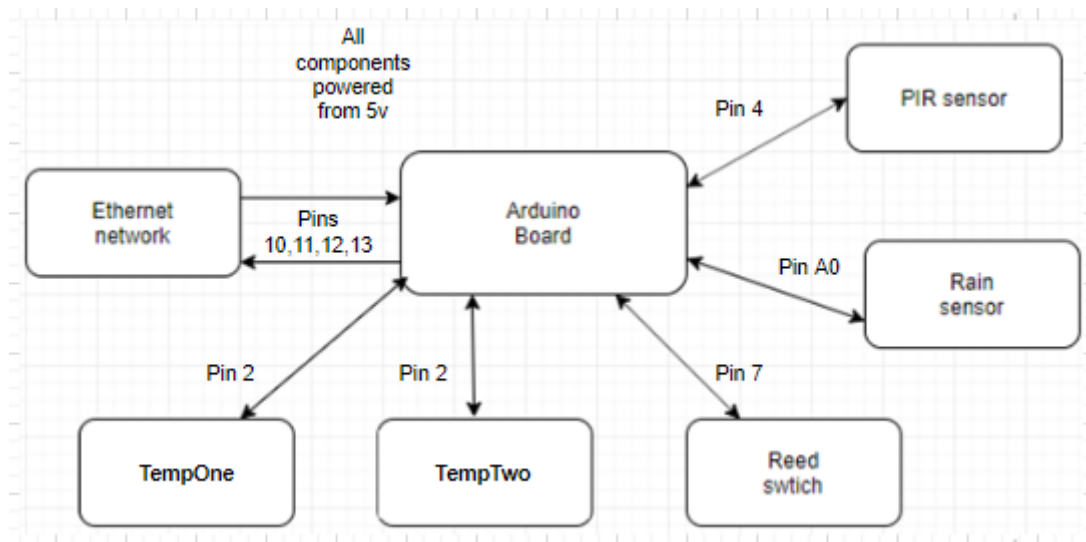 All
components
powered
from 5v
PIR sensor
Pin 4
Ethernet
network
Pins
10,11,12,13
Arduino
Board
Pin A0
Rain
sensor
Pin 2
Pin 2
Pin 7
TempOne
TempTwo
Reed
swtich